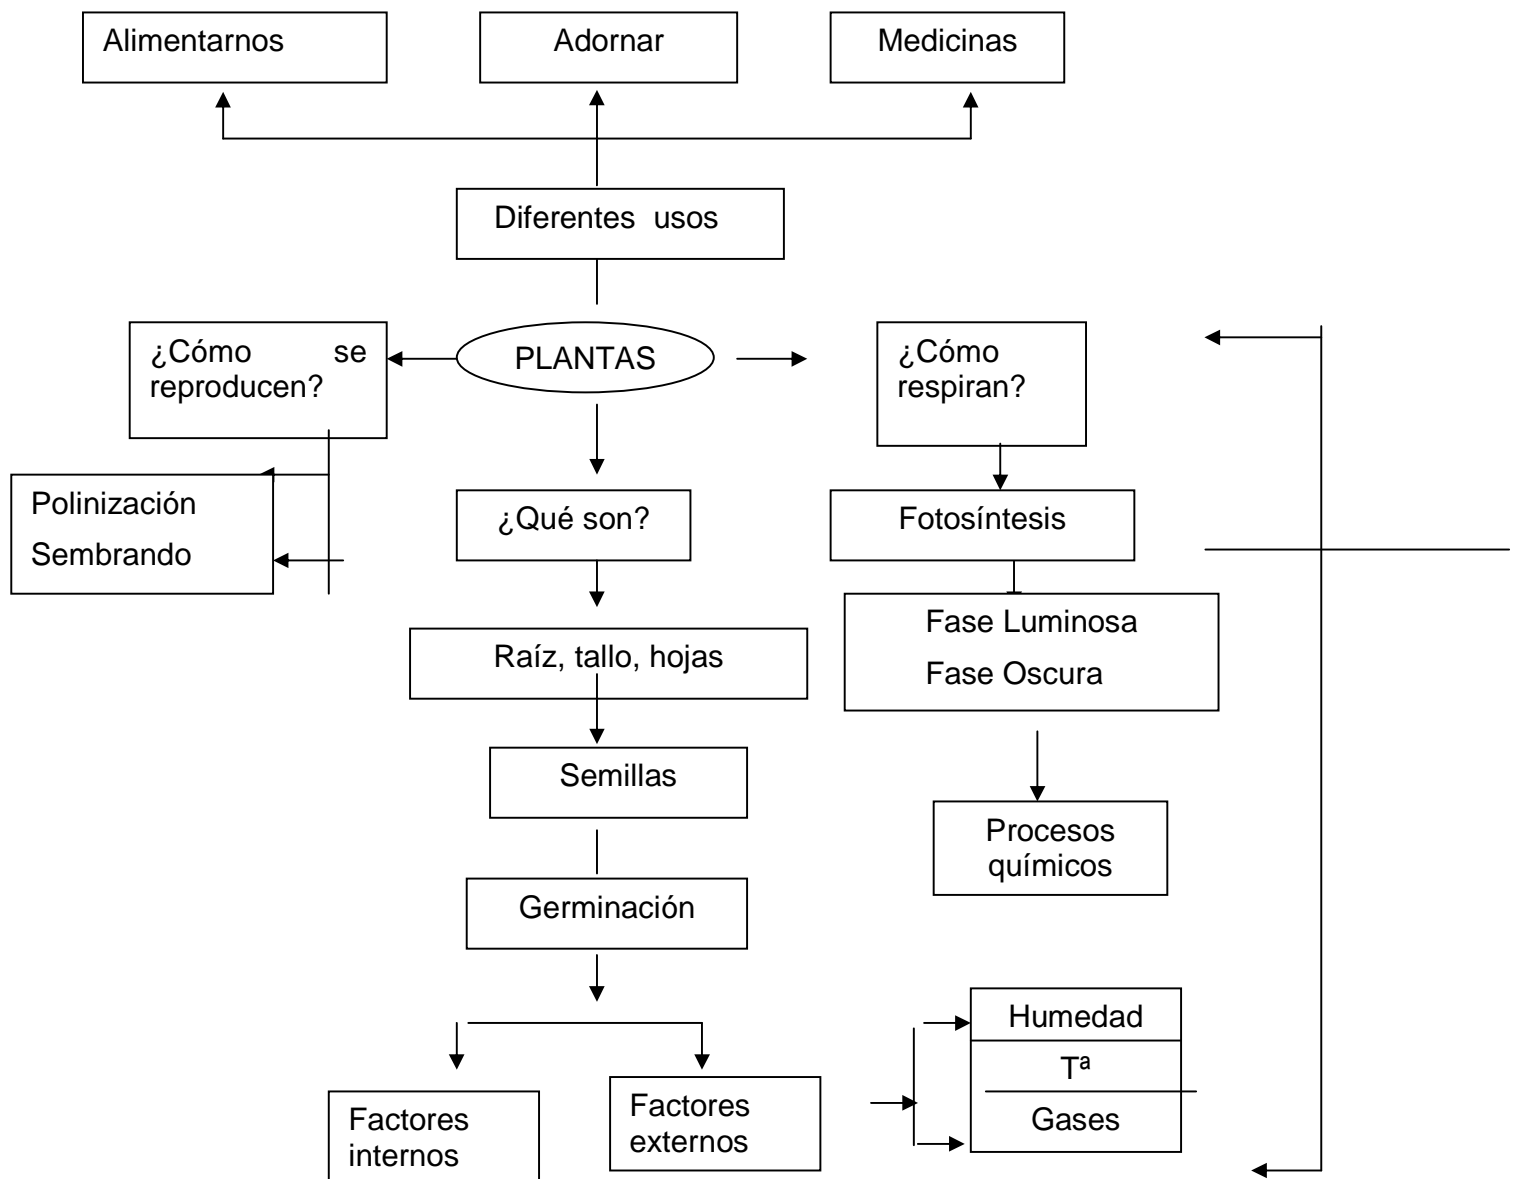 Alimentarnos
Adornar
Medicinas
Diferentes usos
¿Cómo se
reproducen?
PLANTAS
¿Cómo
respiran?
Polinización
Sembrando
¿Qué son?
Fotosíntesis
Raíz, tallo, hojas
Fase Luminosa
Fase Oscura
Semillas
Procesos
químicos
Germinación
Factores
internos
Factores
externos
Humedad
Tª
Gases